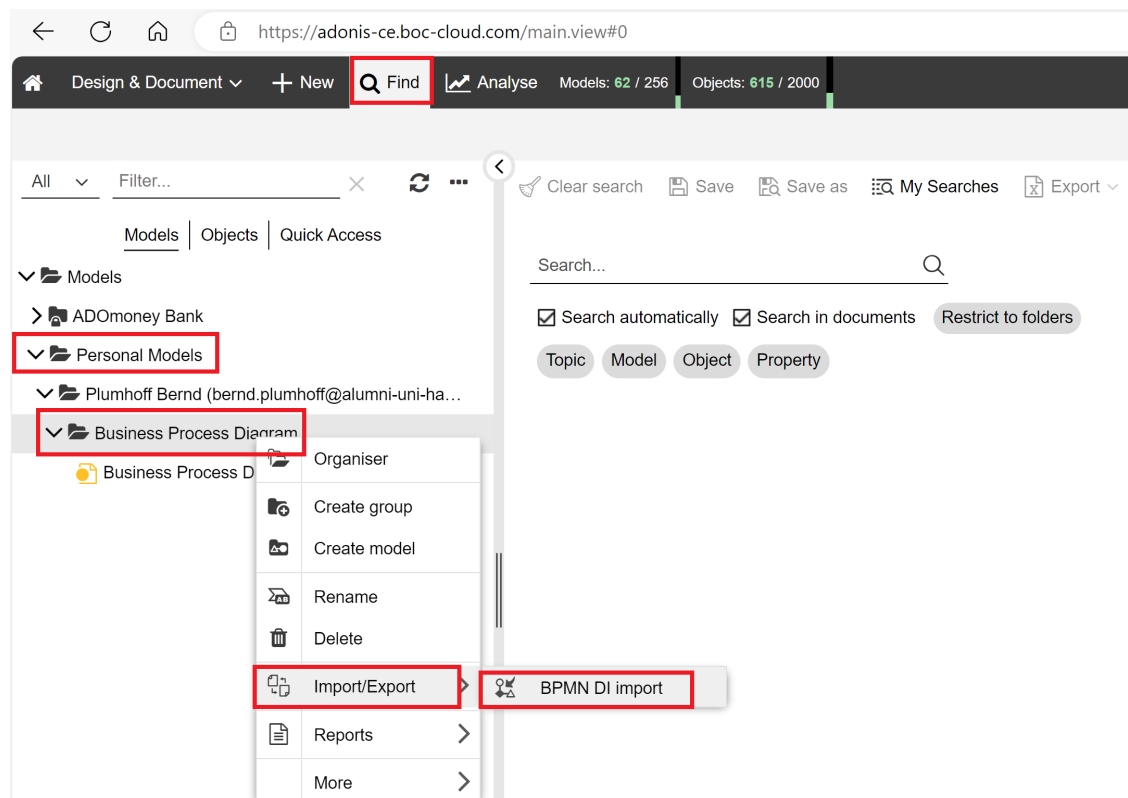 https://adonis-ce.boc-cloud.com/main.view#0
Design & Document New Find Analyse Models: 62 / 256 Objects: 615 / 2000
All Filter...
Clear search Save Save as My Searches Export
Models Objects Quick Access
Models
Search...
ADOmoney Bank
Search automatically Search in documents Restrict to folders
Personal Models
Topic Model Object Property
Plumhoff Bernd (bernd.plumhoff@alumni-uni-ha...
Business Process Diagram
Organiser
Business Process D
Create group
Create model
Rename
Delete
Import/Export BPMN DI import
Reports
More